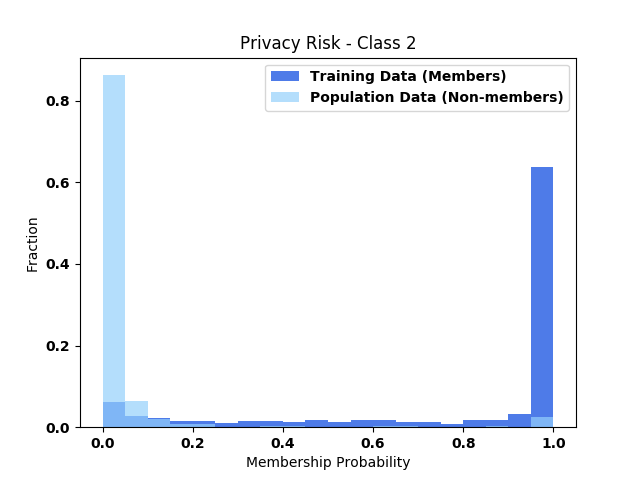 Privacy Risk - Class 2
Training Data (Members)
Population Data (Non-members)
Fraction
0.8
0.6
0.4
0.2
0.0
0.0 0.2 0.4 0.6 0.8 1.0
Membership Probability